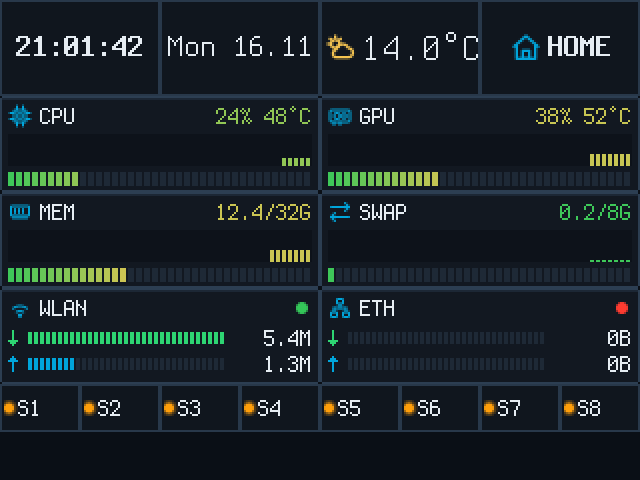 21:01:42 Mon 16.11 14.0°C HOME
CPU 24% 48°C GPU 38% 52°C
MEM 12.4/32G SWAP 0.2/8G
WLAN ETH
↓ 5.4M ↓ 0B
↑ 1.3M ↑ 0B
S1 S2 S3 S4 S5 S6 S7 S8